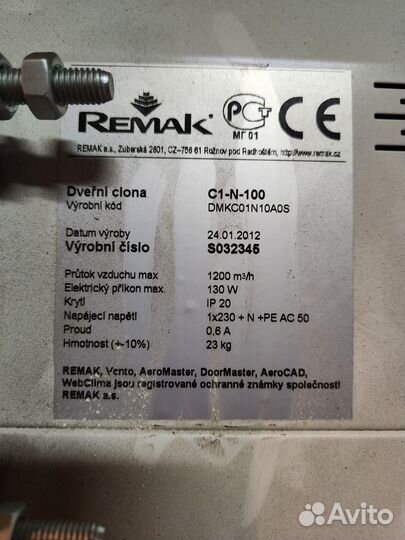 REMAK®
РСТ
МГ 01
CE
REMAK a.s., Zuberská 2601, CZ-756 61 Rožnov pod Radhoštěm, http://www.remak.cz
Dveřní clona C1-N-100
Výrobní kód DMKC01N10A0S
Datum výroby 24.01.2012
Výrobní číslo S032345
Průtok vzduchu max 1200 m³/h
Elektrický příkon max. 130 W
Krytí IP 20
Napájecí napětí 1x230 + N +PE AC 50
Proud 0,6 A
Hmotnost (+-10%) 23 kg
REMAK, Vento, AeroMaster, DoorMaster, AeroCAD,
WebClima jsou registrované ochranné známky společnosti
REMAK a.s.
Avito